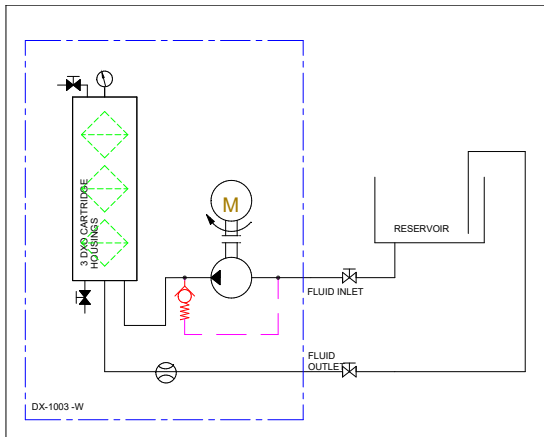 M
3 DXO CARTRIDGE
HOUSINGS
RESERVOIR
FLUID INLET
FLUID
OUTLET
DX-1003 -W